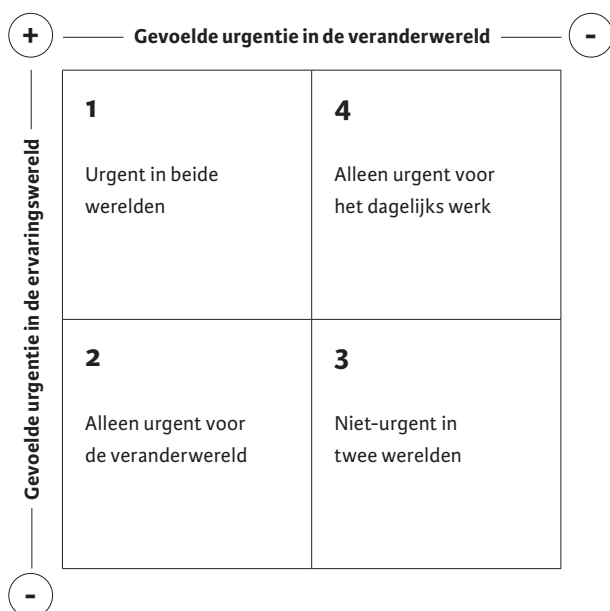 +
Gevoelde urgentie in de veranderwereld
-
Gevoelde urgentie in de ervaringswereld
1
Urgent in beide
werelden
4
Alleen urgent voor
het dagelijks werk
2
Alleen urgent voor
de veranderwereld
3
Niet-urgent in
twee werelden
-